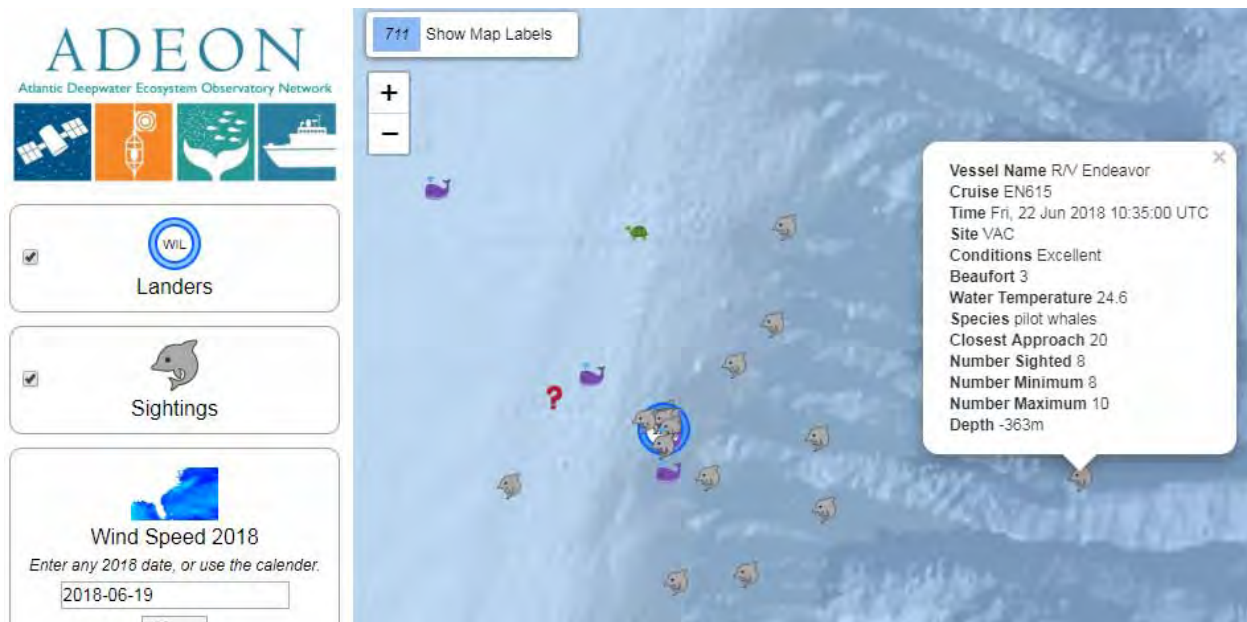 ADEON
Atlantic Deepwater Ecosystem Observatory Network
WIL
Landers
Sightings
Wind Speed 2018
Enter any 2018 date, or use the calender.
2018-06-19
711 Show Map Labels
+
−
?
×
Vessel Name R/V Endeavor
Cruise EN615
Time Fri, 22 Jun 2018 10:35:00 UTC
Site VAC
Conditions Excellent
Beaufort 3
Water Temperature 24.6
Species pilot whales
Closest Approach 20
Number Sighted 8
Number Minimum 8
Number Maximum 10
Depth -363m